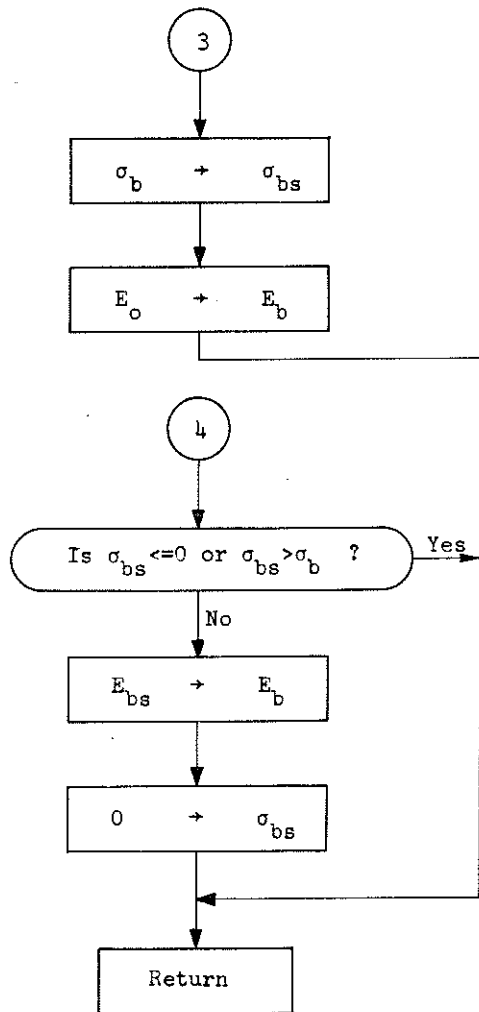 3
σb → σbs
Eo → Eb
4
Is σbs<=0 or σbs>σb ?
Yes
No
Ebs → Eb
0 → σbs
Return